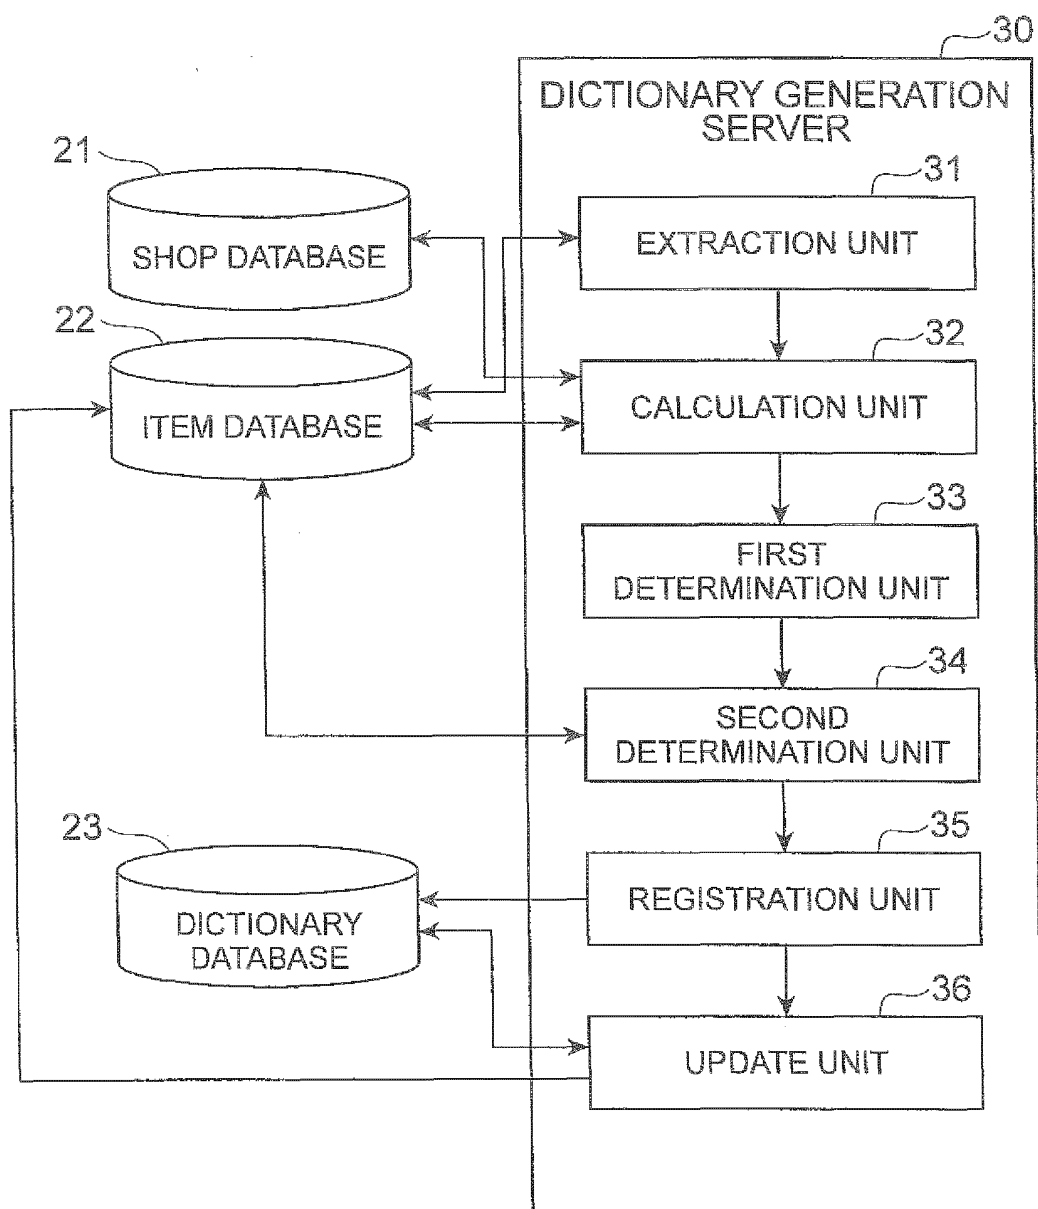 30
DICTIONARY GENERATION
SERVER
21
SHOP DATABASE
31
EXTRACTION UNIT
22
ITEM DATABASE
32
CALCULATION UNIT
33
FIRST
DETERMINATION UNIT
34
SECOND
DETERMINATION UNIT
23
DICTIONARY
DATABASE
35
REGISTRATION UNIT
36
UPDATE UNIT